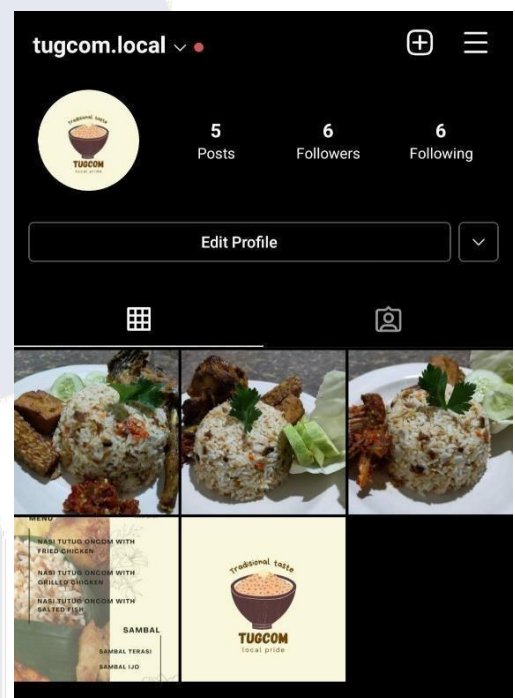 tugcom.local
Traditional taste
TUGCOM
local pride
5
Posts
6
Followers
6
Following
Edit Profile
MENU
NASI TUTUG ONCOM WITH
FRIED CHICKEN
NASI TUTUG ONCOM WITH
GRILLED CHICKEN
NASI TUTUG ONCOM WITH
SALTED FISH
SAMBAL
SAMBAL TERASI
SAMBAL IJO
Traditional taste
TUGCOM
local pride